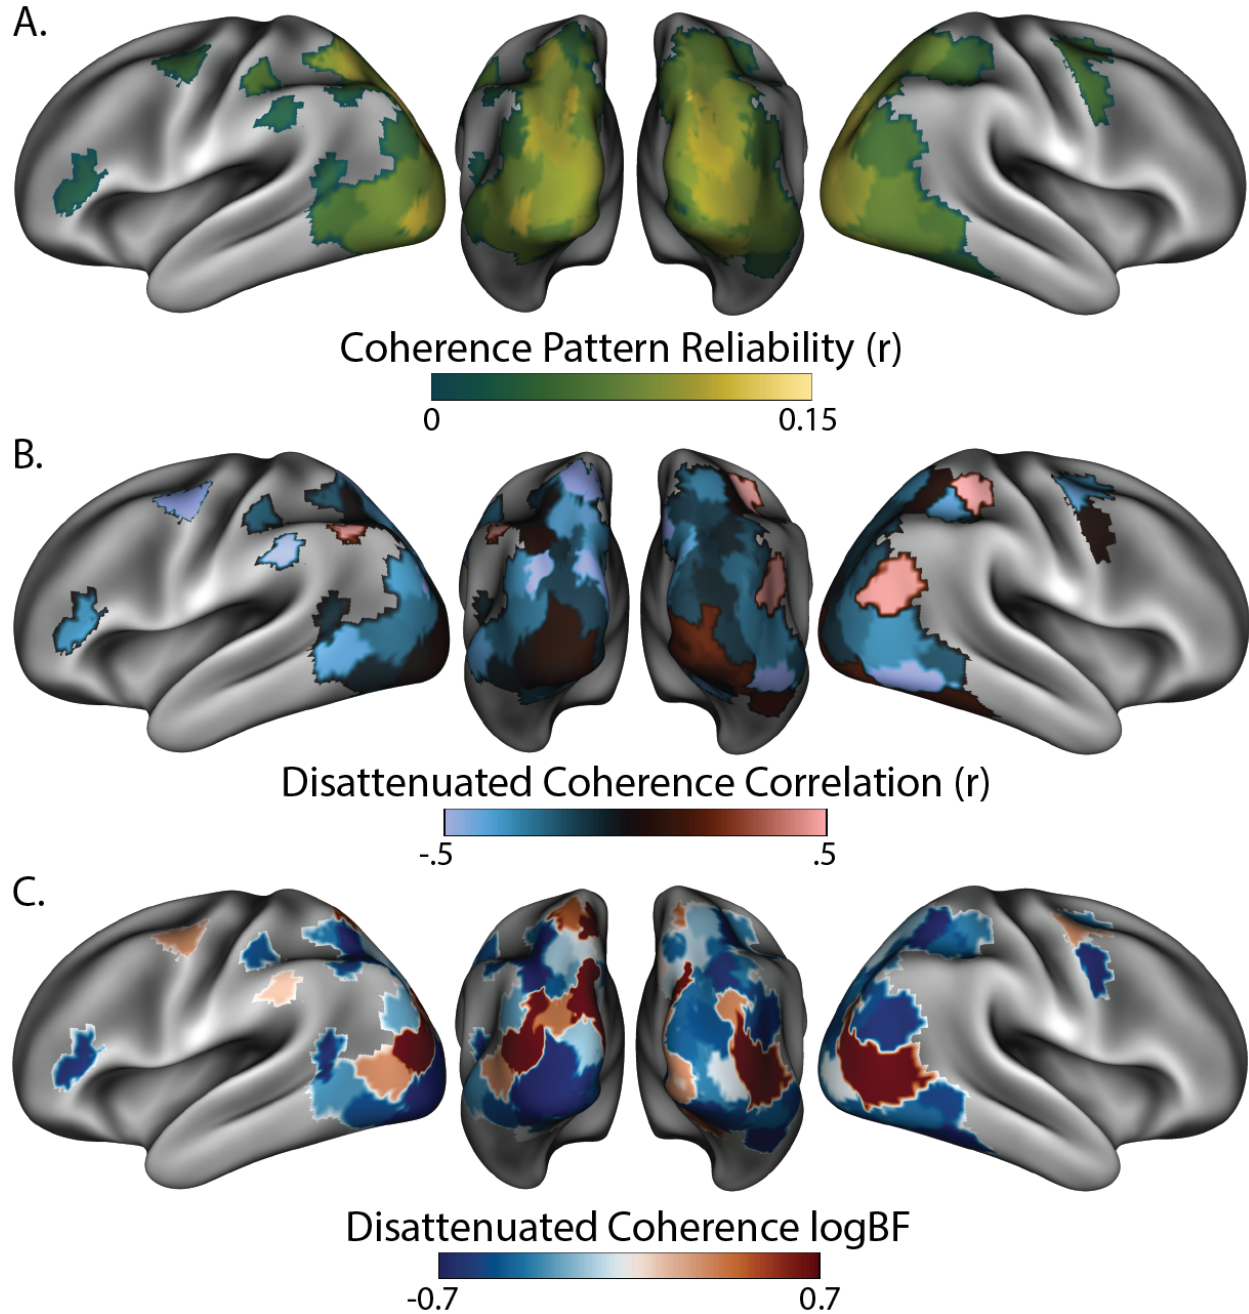 A.
Coherence Pattern Reliability (r)
0 0.15
B.
Disattenuated Coherence Correlation (r)
-.5 .5
C.
Disattenuated Coherence logBF
-0.7 0.7